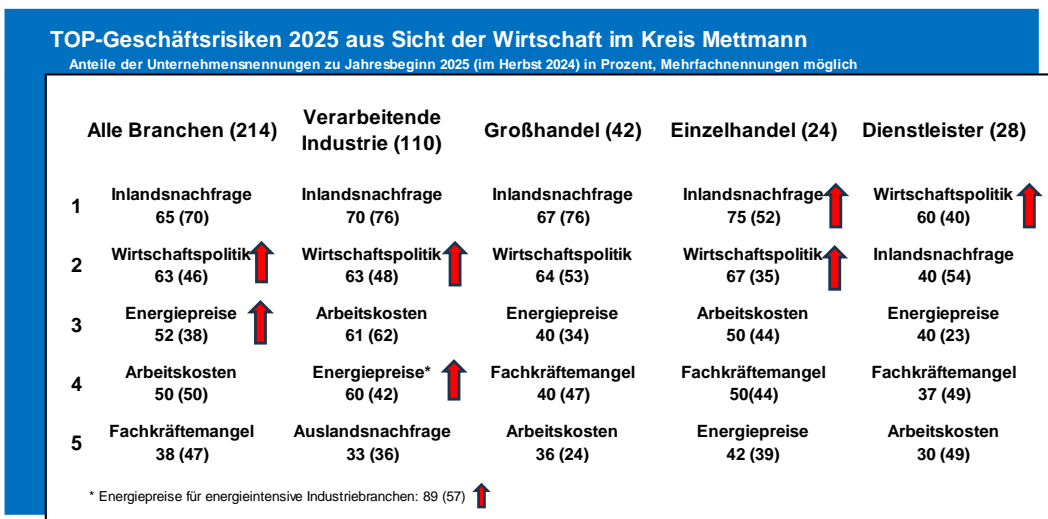 TOP-Geschäftsrisiken 2025 aus Sicht der Wirtschaft im Kreis Mettmann
Anteile der Unternehmensnennungen zu Jahresbeginn 2025 (im Herbst 2024) in Prozent, Mehrfachnennungen möglich
Alle Branchen (214) Verarbeitende Industrie (110) Großhandel (42) Einzelhandel (24) Dienstleister (28)
1 Inlandsnachfrage Inlandsnachfrage Inlandsnachfrage Inlandsnachfrage Wirtschaftspolitik
65 (70) 70 (76) 67 (76) 75 (52) 60 (40)
2 Wirtschaftspolitik Wirtschaftspolitik Wirtschaftspolitik Wirtschaftspolitik Inlandsnachfrage
63 (46) 63 (48) 64 (53) 67 (35) 40 (54)
3 Energiepreise Arbeitskosten Energiepreise Arbeitskosten Energiepreise
52 (38) 61 (62) 40 (34) 50 (44) 40 (23)
4 Arbeitskosten Energiepreise* Fachkräftemangel Fachkräftemangel Fachkräftemangel
50 (50) 60 (42) 40 (47) 50(44) 37 (49)
5 Fachkräftemangel Auslandsnachfrage Arbeitskosten Energiepreise Arbeitskosten
38 (47) 33 (36) 36 (24) 42 (39) 30 (49)
* Energiepreise für energieintensive Industriebranchen: 89 (57)